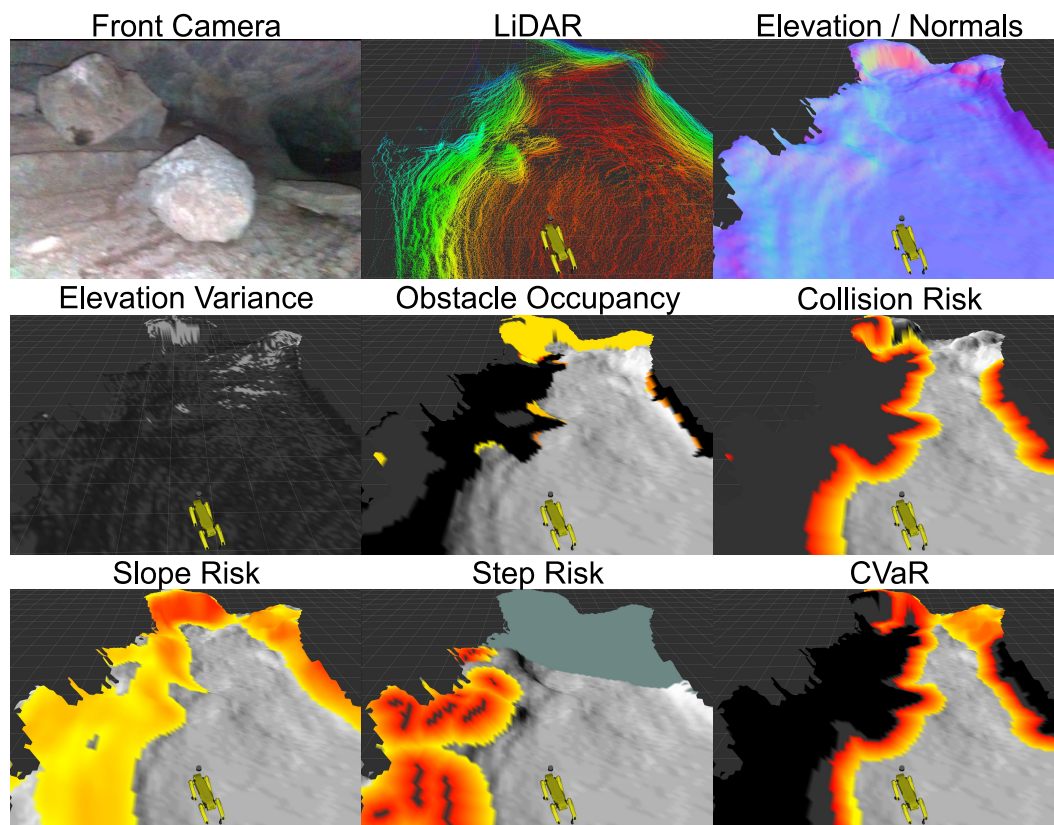 Front Camera
LiDAR
Elevation / Normals
Elevation Variance
Obstacle Occupancy
Collision Risk
Slope Risk
Step Risk
CVaR